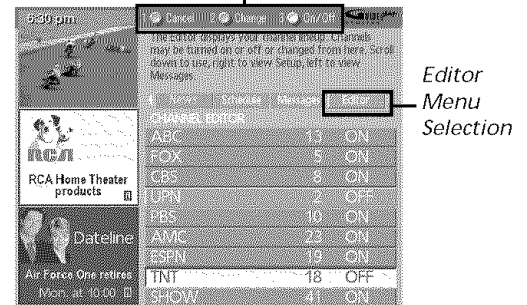 5:30 pm
1 Cancel 2 Change 3 On/Off
GUIDE Plus+
The Editor displays your channel lineup. Channels
may be turned on or off or changed from here. Scroll
down to use, right to view Setup, left to view
Messages.
News Schedule Messages Editor
CHANNEL EDITOR
ABC 13 ON
FOX 5 ON
CBS 8 ON
UPN 2 OFF
PBS 10 ON
AMC 23 ON
ESPN 19 ON
TNT 18 OFF
SHOW 41 ON
RCA
RCA Home Theater
products
Dateline
Air Force One retires
Mon. at 10:00
Editor
Menu
Selection